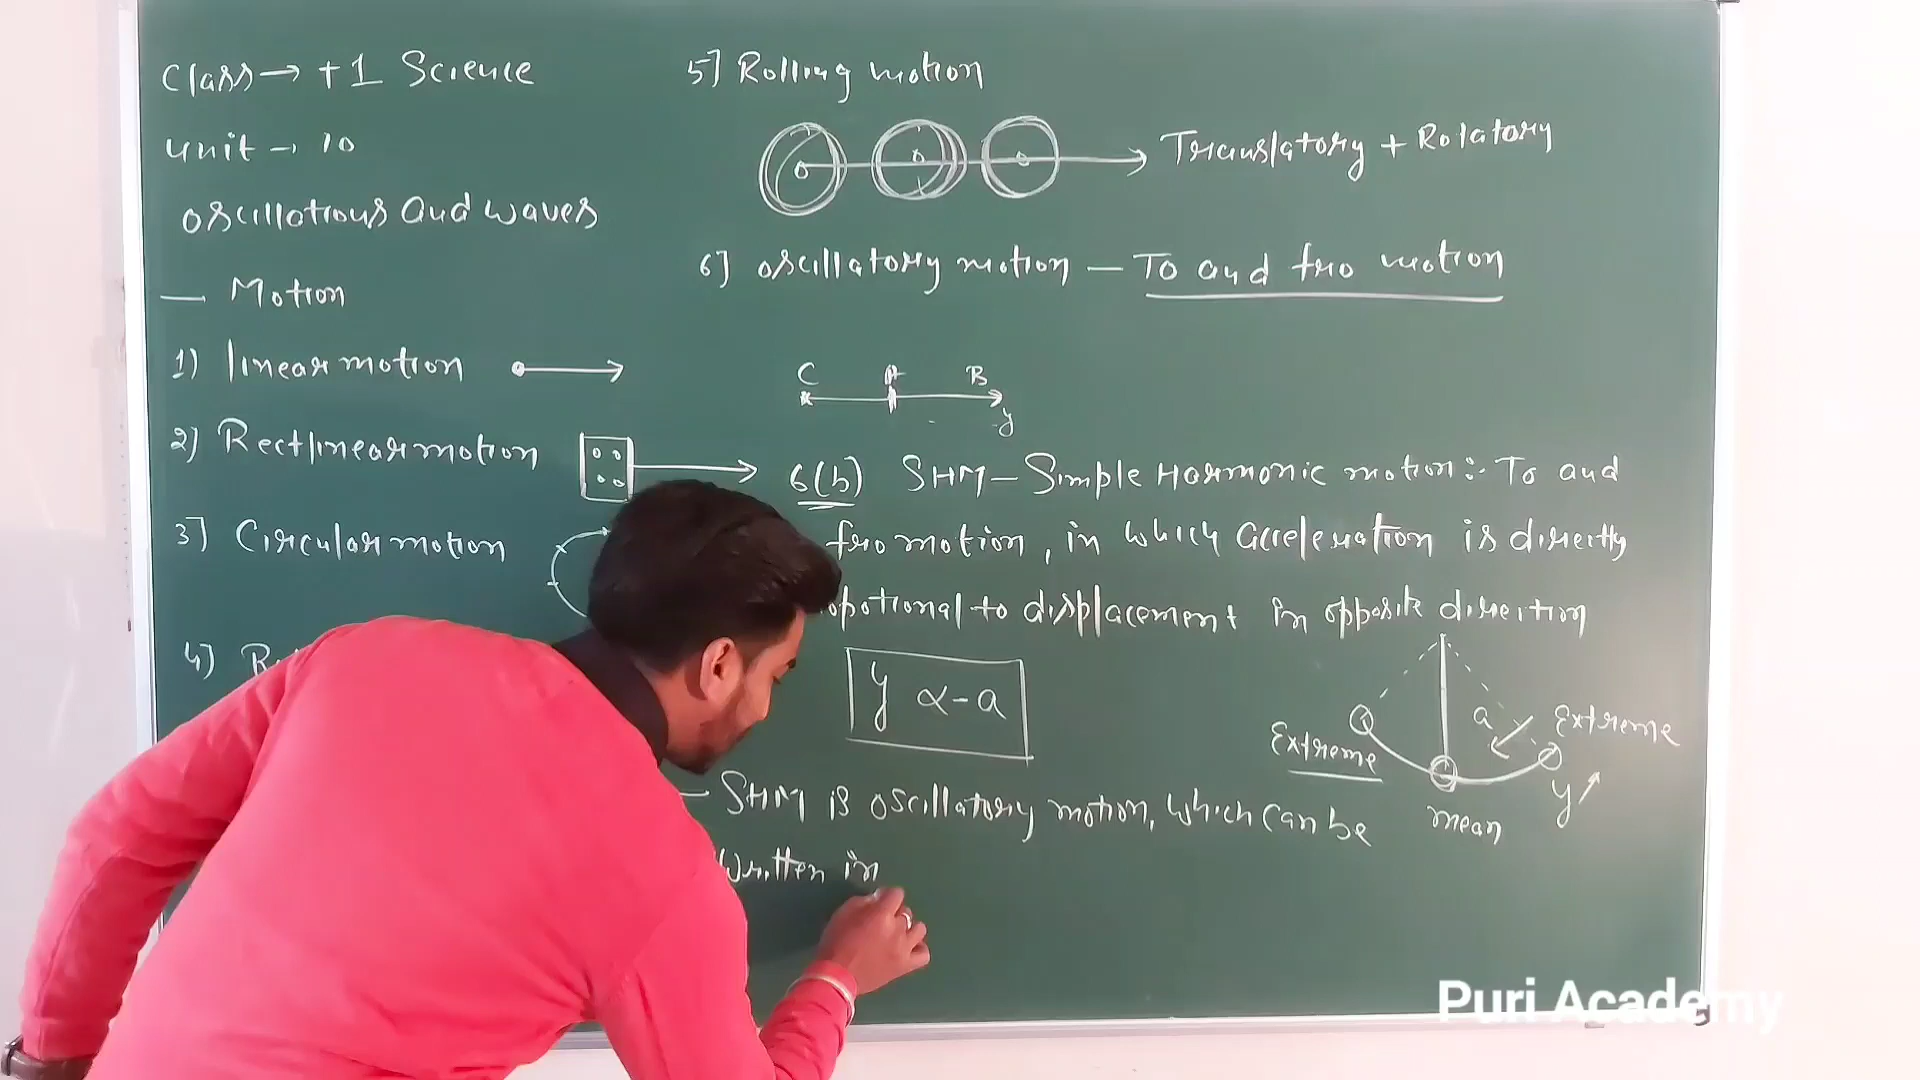 Class → +1 Science
Unit → 10
Oscillations and waves
— Motion
1) linear motion
2) Rectlinear motion
3] Circular motion
4)
5] Rolling motion
Translatory + Rotatory
6] oscillatory motion — To and fro motion
C A B
y
6(b) SHM – Simple Harmonic motion :- To and
fro motion, in which acceleration is directly
to displacement in opposite direction
y ∝ -a
Extreme a Extreme
mean y
— SHM is oscillatory motion, which can be
written in
Puri Academy